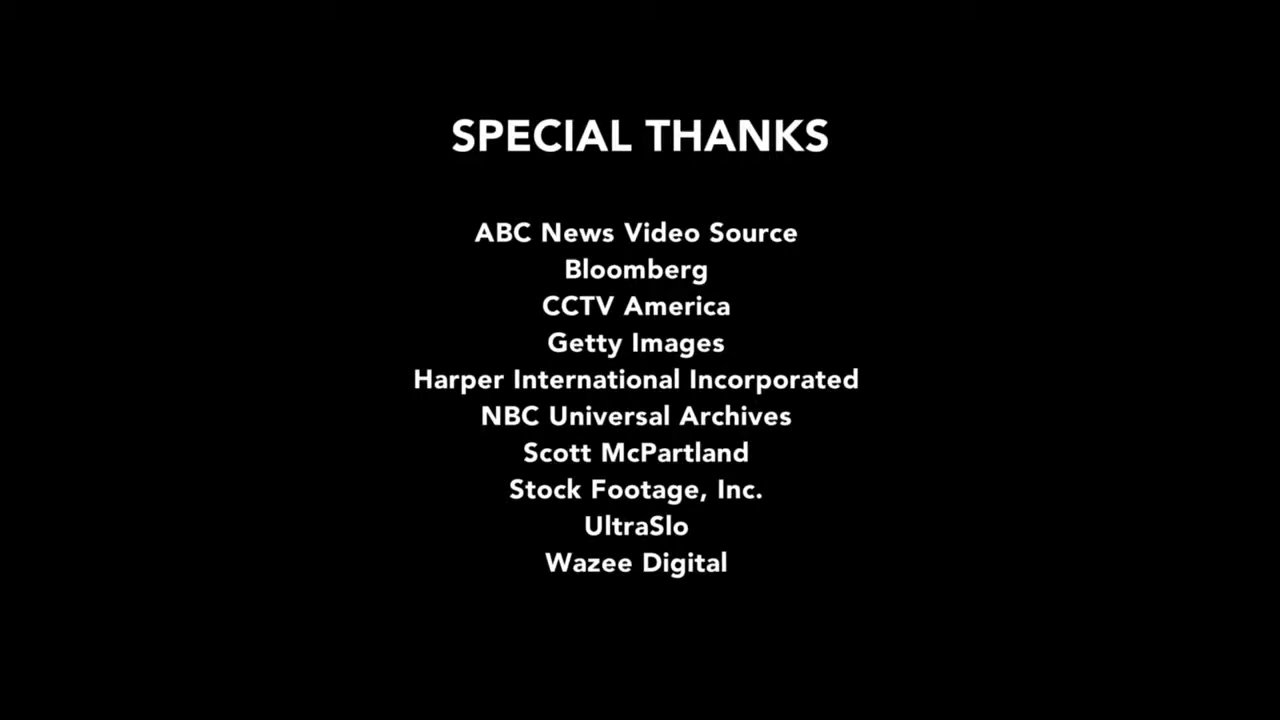 SPECIAL THANKS
ABC News Video Source
Bloomberg
CCTV America
Getty Images
Harper International Incorporated
NBC Universal Archives
Scott McPartland
Stock Footage, Inc.
UltraSlo
Wazee Digital